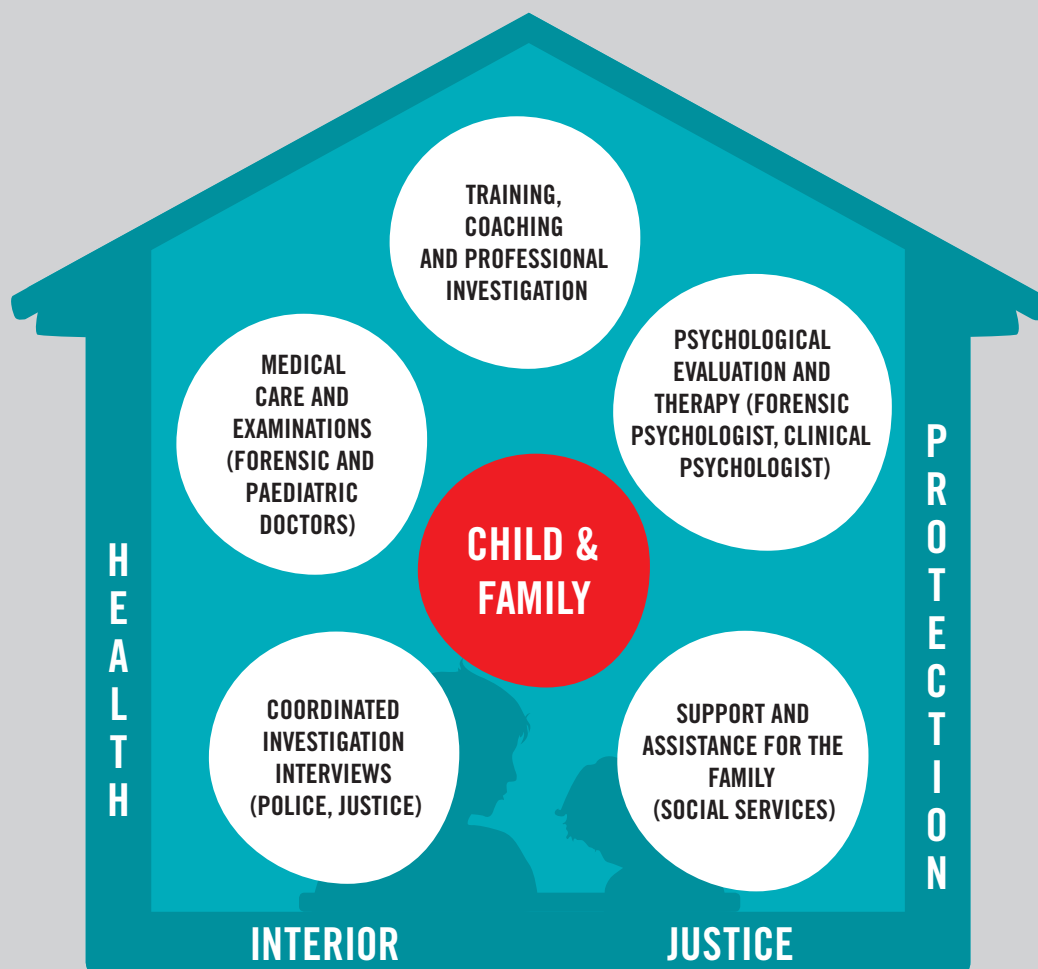 TRAINING,
COACHING
AND PROFESSIONAL
INVESTIGATION
PSYCHOLOGICAL
EVALUATION AND
THERAPY (FORENSIC
PSYCHOLOGIST, CLINICAL
PSYCHOLOGIST)
MEDICAL
CARE AND
EXAMINATIONS
(FORENSIC AND
PAEDIATRIC
DOCTORS)
CHILD &
FAMILY
COORDINATED
INVESTIGATION
INTERVIEWS
(POLICE, JUSTICE)
SUPPORT AND
ASSISTANCE FOR THE
FAMILY
(SOCIAL SERVICES)
HEALTH
PROTECTION
INTERIOR
JUSTICE